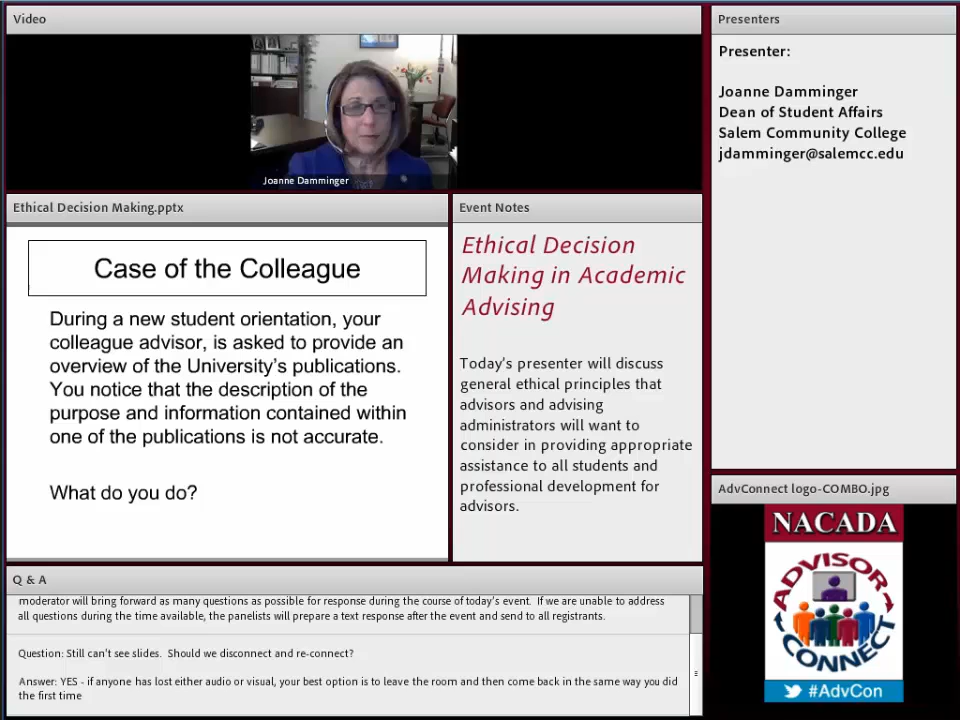 Video
Joanne Damminger
Presenters
Presenter:
Joanne Damminger
Dean of Student Affairs
Salem Community College
jdamminger@salemcc.edu
Ethical Decision Making.pptx
Case of the Colleague
During a new student orientation, your
colleague advisor, is asked to provide an
overview of the University's publications.
You notice that the description of the
purpose and information contained within
one of the publications is not accurate.
What do you do?
Event Notes
Ethical Decision
Making in Academic
Advising
Today's presenter will discuss
general ethical principles that
advisors and advising
administrators will want to
consider in providing appropriate
assistance to all students and
professional development for
advisors.
AdvConnect logo-COMBO.jpg
NACADA
ADVISOR
CONNECT
#AdvCon
Q & A
moderator will bring forward as many questions as possible for response during the course of today's event. If we are unable to address
all questions during the time available, the panelists will prepare a text response after the event and send to all registrants.
Question: Still can't see slides. Should we disconnect and re-connect?
Answer: YES - if anyone has lost either audio or visual, your best option is to leave the room and then come back in the same way you did
the first time